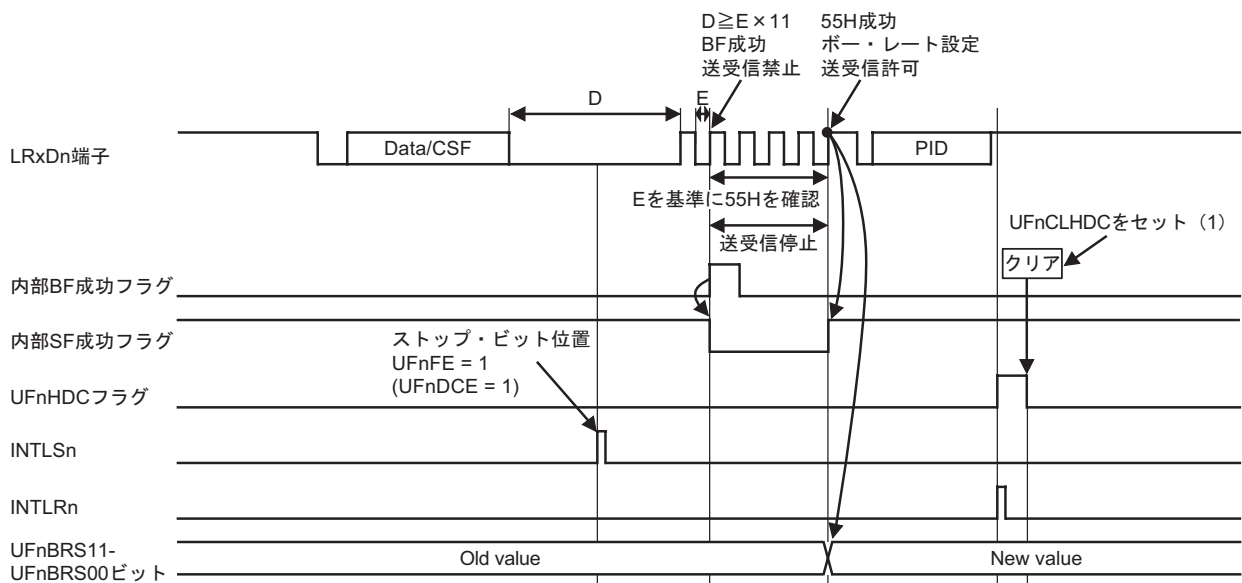 D≧E×11
BF成功
送受信禁止
55H成功
ボー・レート設定
送受信許可
D
E
LRxDn端子
Data/CSF
PID
Eを基準に55Hを確認
送受信停止
UFnCLHDCをセット（1）
クリア
内部BF成功フラグ
内部SF成功フラグ
ストップ・ビット位置
UFnFE = 1
(UFnDCE = 1)
UFnHDCフラグ
INTLSn
INTLRn
UFnBRS11-
UFnBRS00ビット
Old value
New value